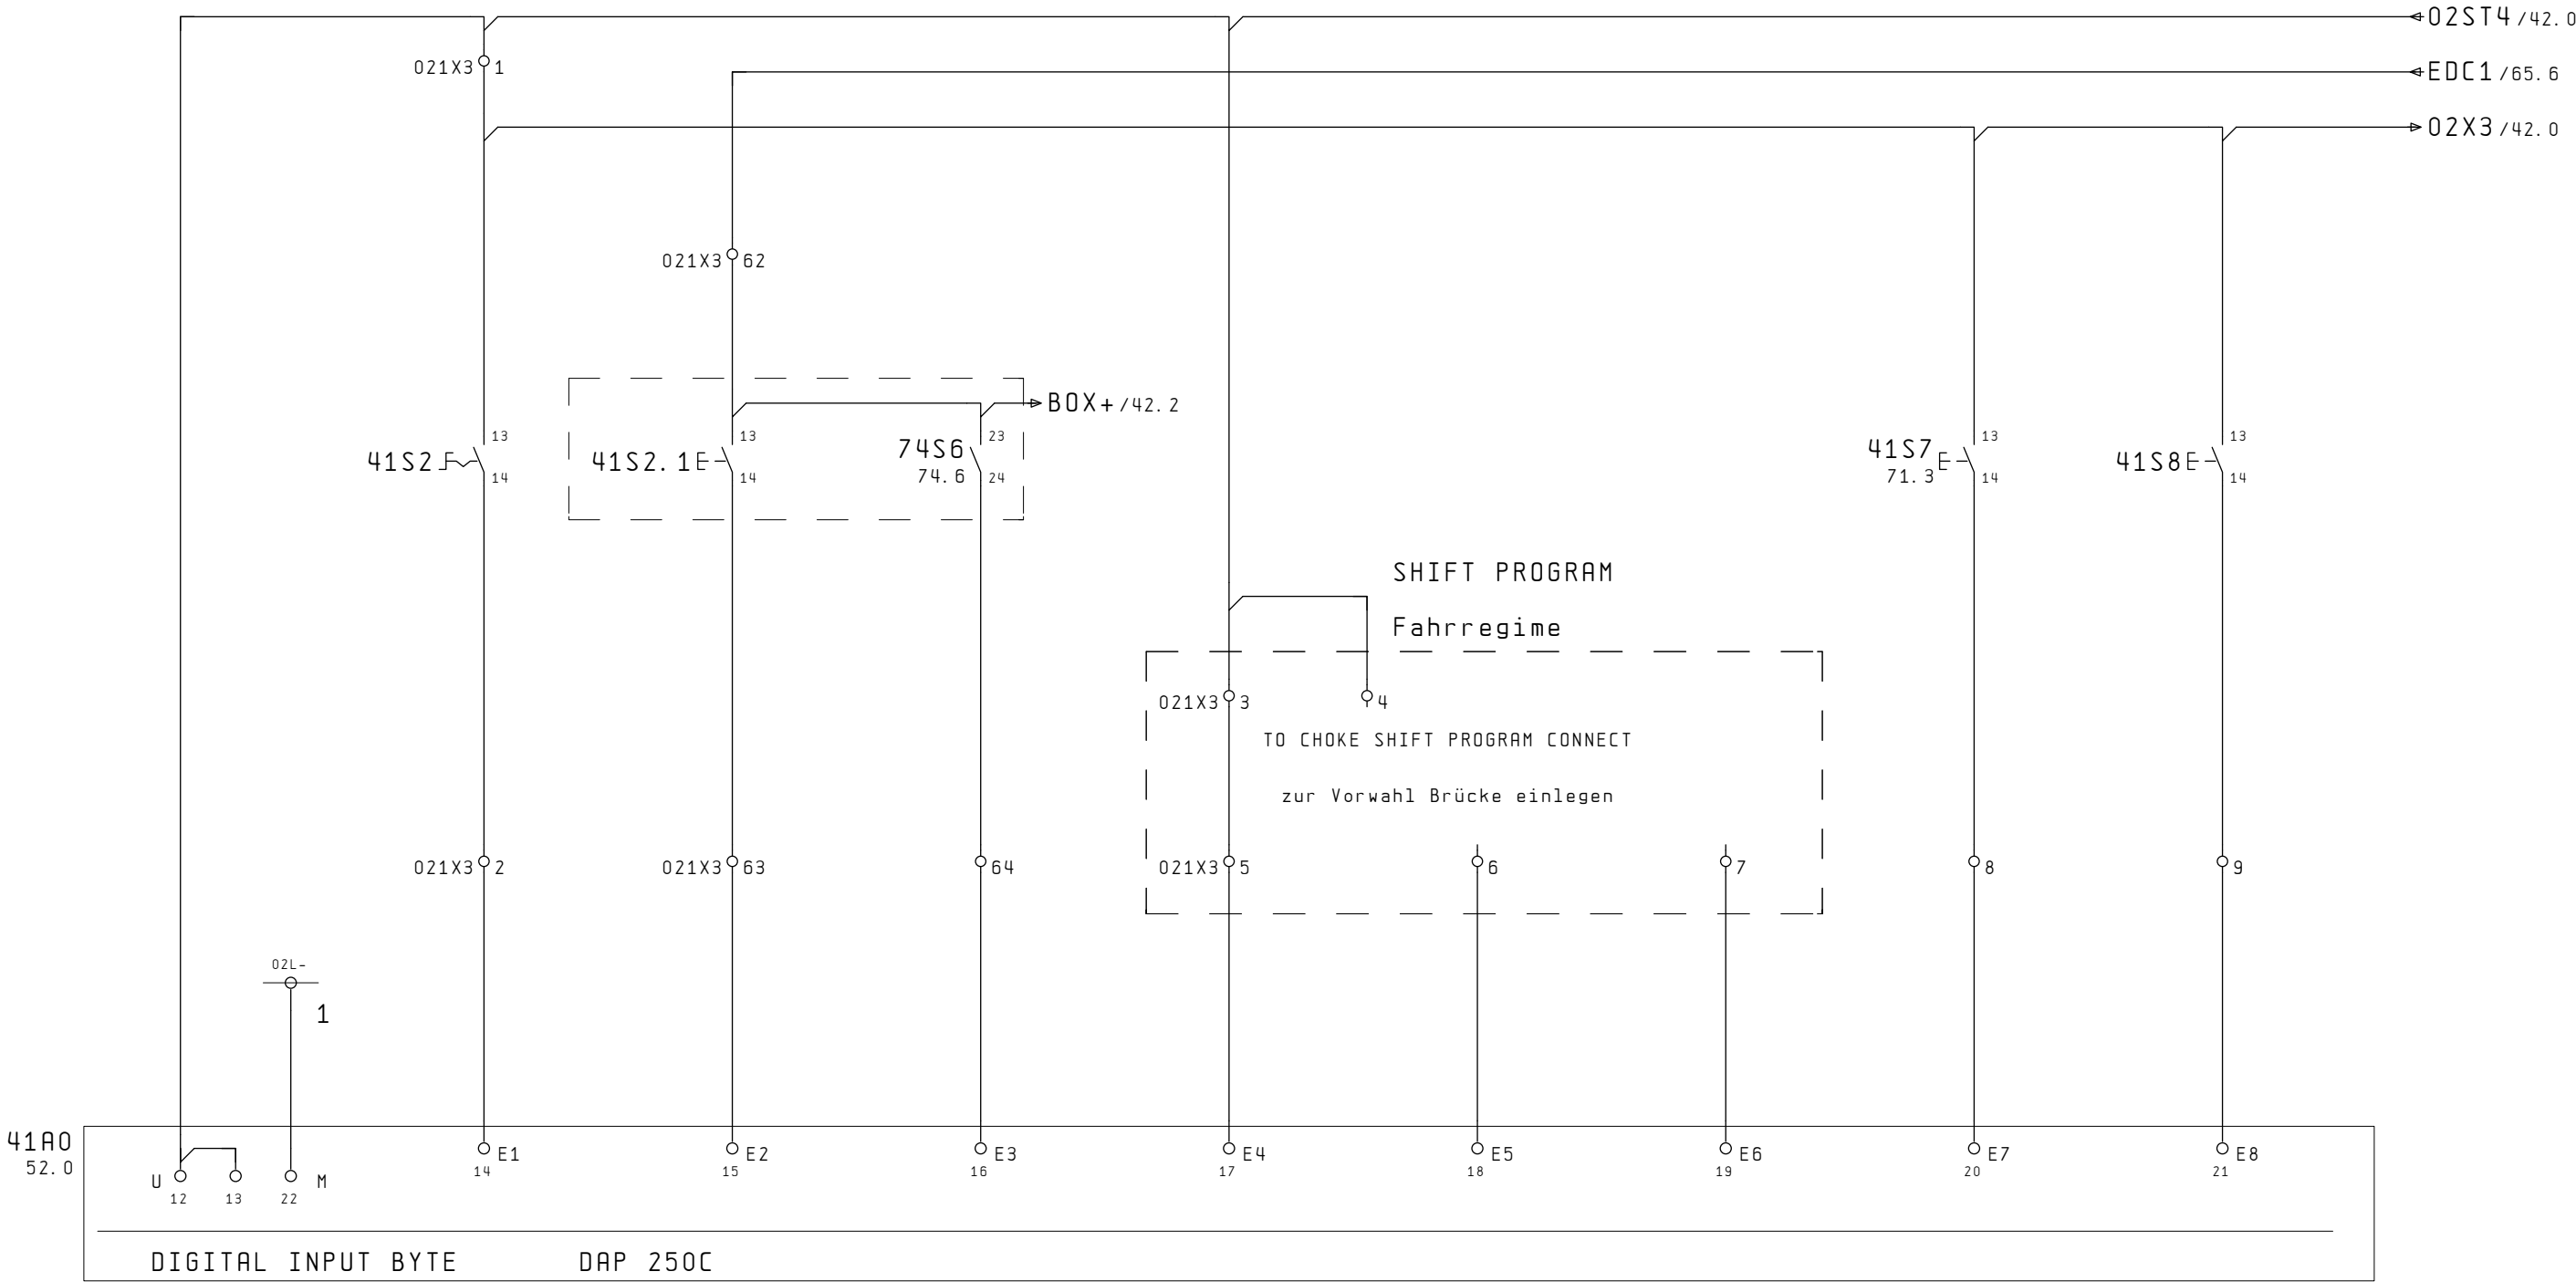 02ST4 /42.0
021X3 1
EDC1 /65.6
02X3 /42.0
021X3 62
BOX+ /42.2
41S2 13 14
41S2.1 13 14
74S6 23
74.6 24
41S7 13
71.3 14
41S8 13 14
SHIFT PROGRAM
Fahrregime
021X3 3 4
TO CHOKE SHIFT PROGRAM CONNECT
zur Vorwahl Brücke einlegen
021X3 2
021X3 63
64
021X3 5
6
7
8
9
02L-
1
41A0
52.0
U 12 13 22 M
E1 14
E2 15
E3 16
E4 17
E5 18
E6 19
E7 20
E8 21
DIGITAL INPUT BYTE DAP 250C